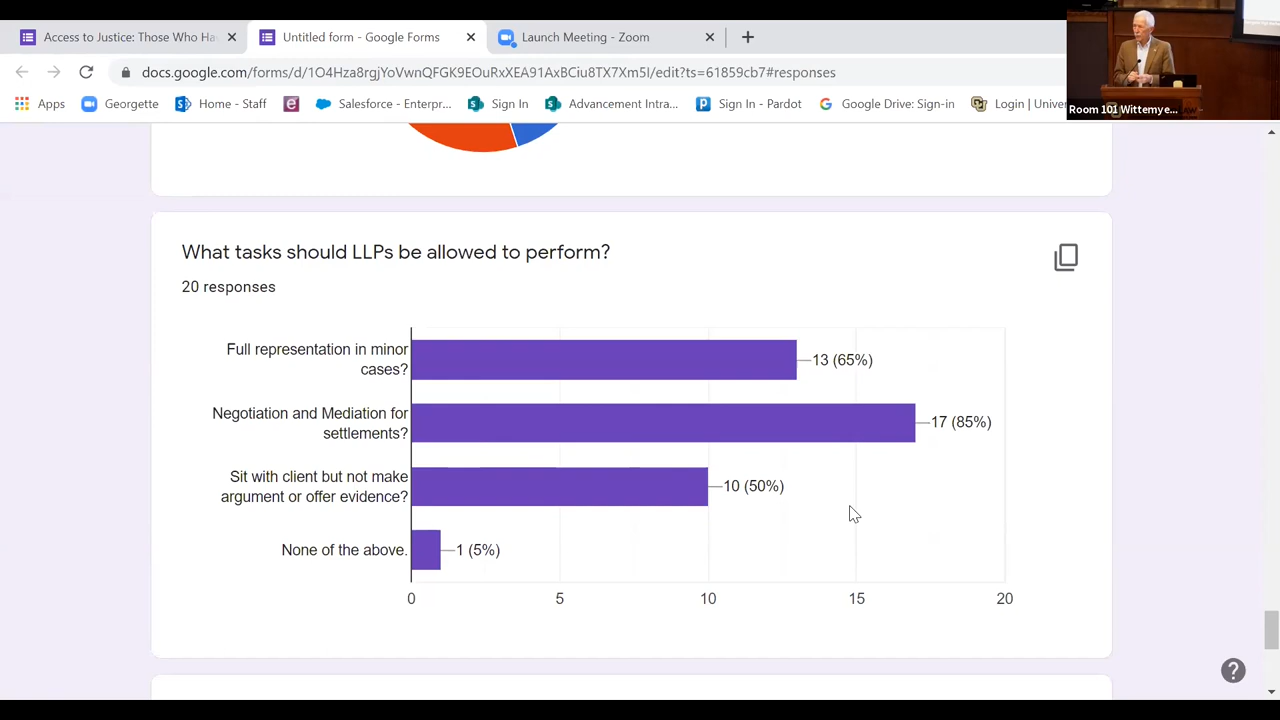 Access to Justice: Those Who Ha
Untitled form - Google Forms
Zoom
docs.google.com/forms/d/1O4Hza8rgjYoVwnQFGK9EOuRxXEA91AxBCiu8TX7Xm5I/edit?ts=61859cb7#responses
Apps
Georgette
Home - Staff
Salesforce - Enterpr...
Sign In
Advancement Intra...
Sign In - Pardot
Google Drive: Sign-in
Login | Univer
Room 101 Wittemye...
What tasks should LLPs be allowed to perform?
20 responses
Full representation in minor
cases?
13 (65%)
Negotiation and Mediation for
settlements?
17 (85%)
Sit with client but not make
argument or offer evidence?
10 (50%)
None of the above.
1 (5%)
0 5 10 15 20